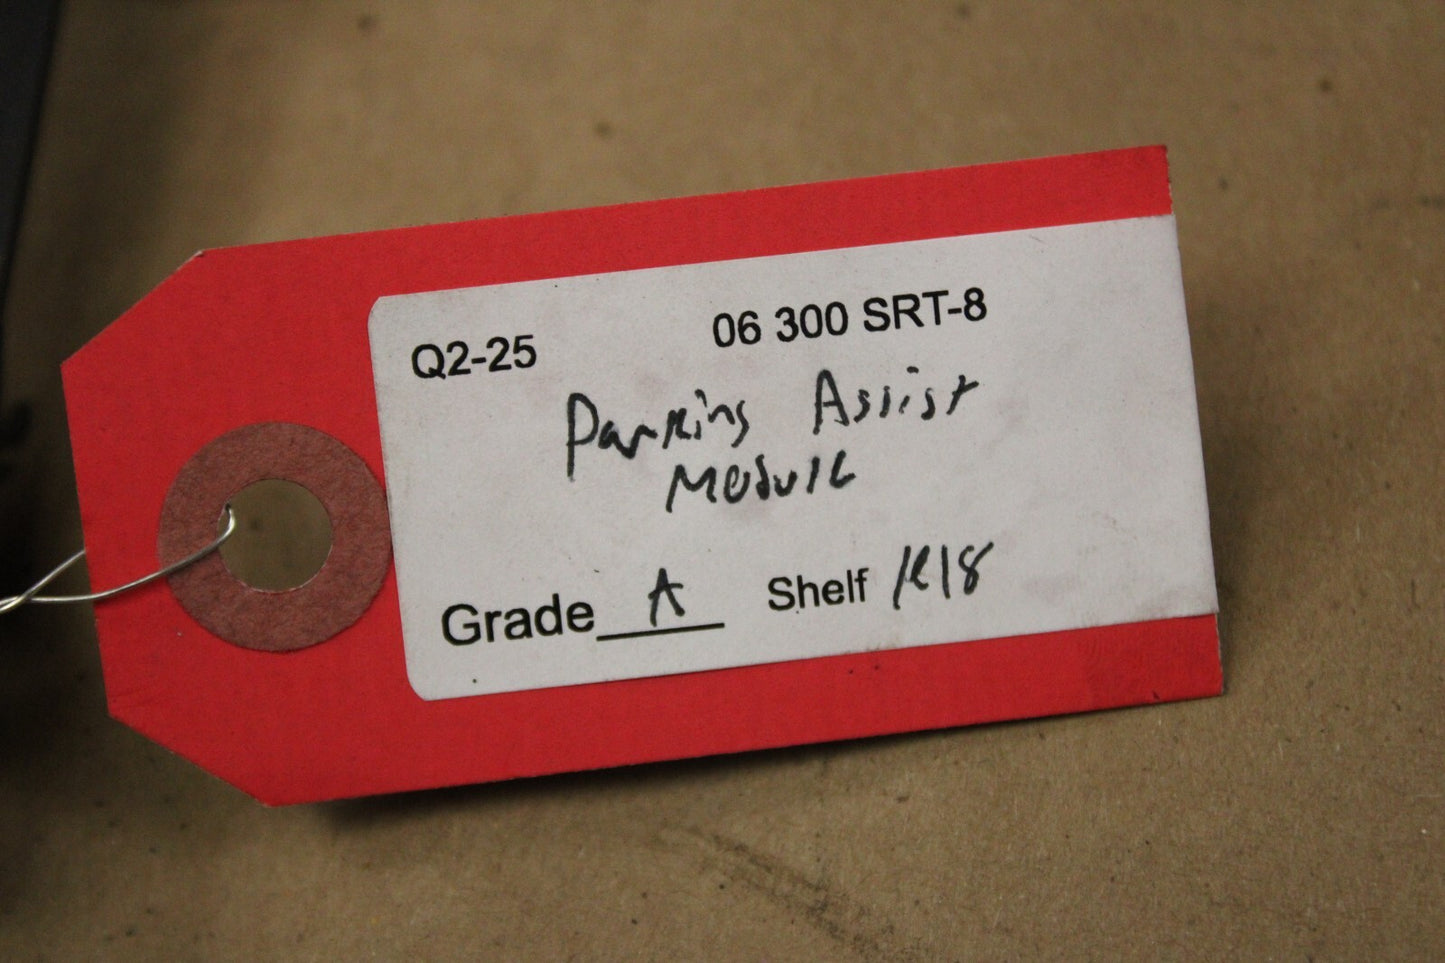 Q2-25 06 300 SRT-8
Parking Assist
Module
Grade A Shelf K18